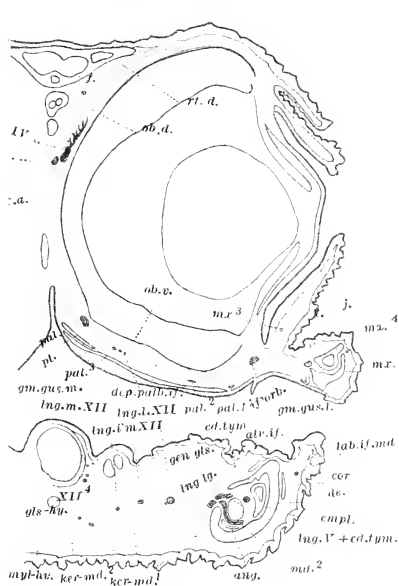 f.
rt. d.
IV
ob. d.
c.a.
ob. v.
mx³
j.
mx. 4
mx.
pal.
pt.
pal. 3
gm.gus.m.
dep.palb.if.
lng.m.XII lng.l.XII pal.² pal.1 if orb.
gm.gus.l.
lng.i'm XII
cd.tym
alv.if.
gen gls.
lab.if.md
lng lg.
cor
XII 4
de.
gls-hy.
cmpl.
lng.V + cd.tym.
myl-hy. ker-md. ker-md.!
ang.
md.²